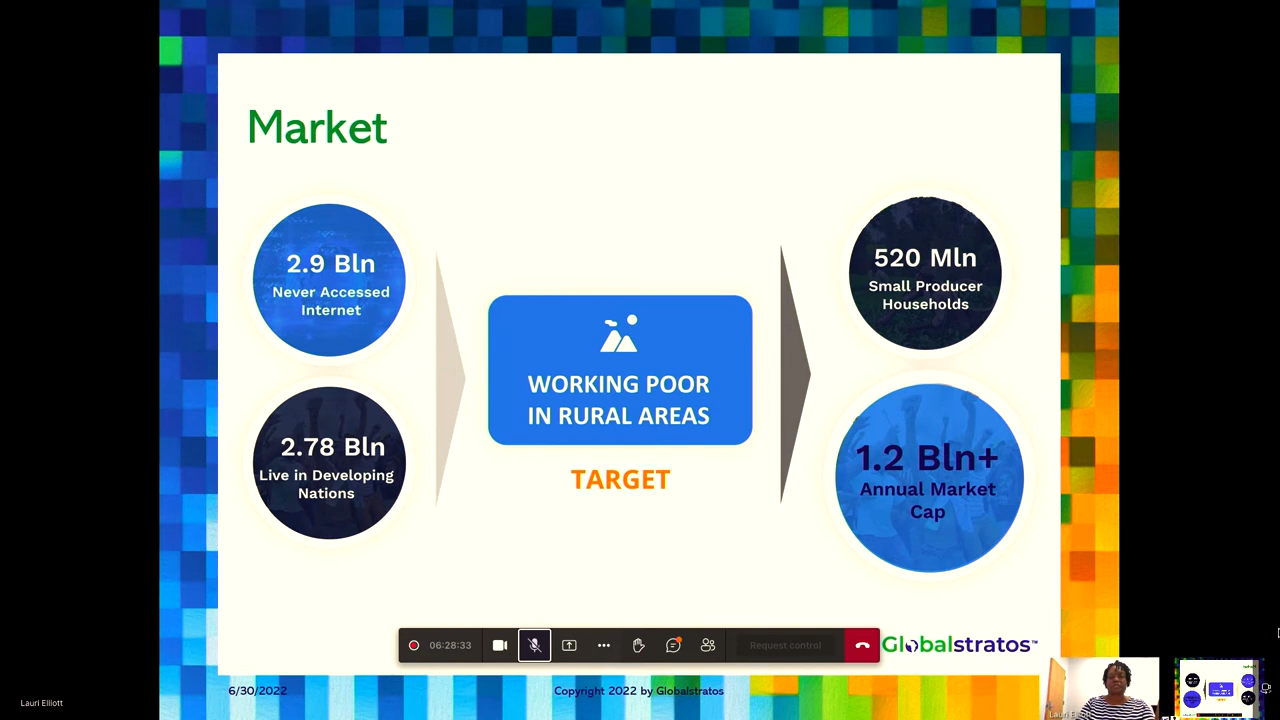 Market
2.9 Bln
Never Accessed
Internet
2.78 Bln
Live in Developing
Nations
WORKING POOR
IN RURAL AREAS
TARGET
520 Mln
Small Producer
Households
1.2 Bln+
Annual Market
Cap
06:28:33
Request control
Globalstratos™
6/30/2022
Copyright 2022 by Globalstratos
Lauri Elliott
Lauri Elliott